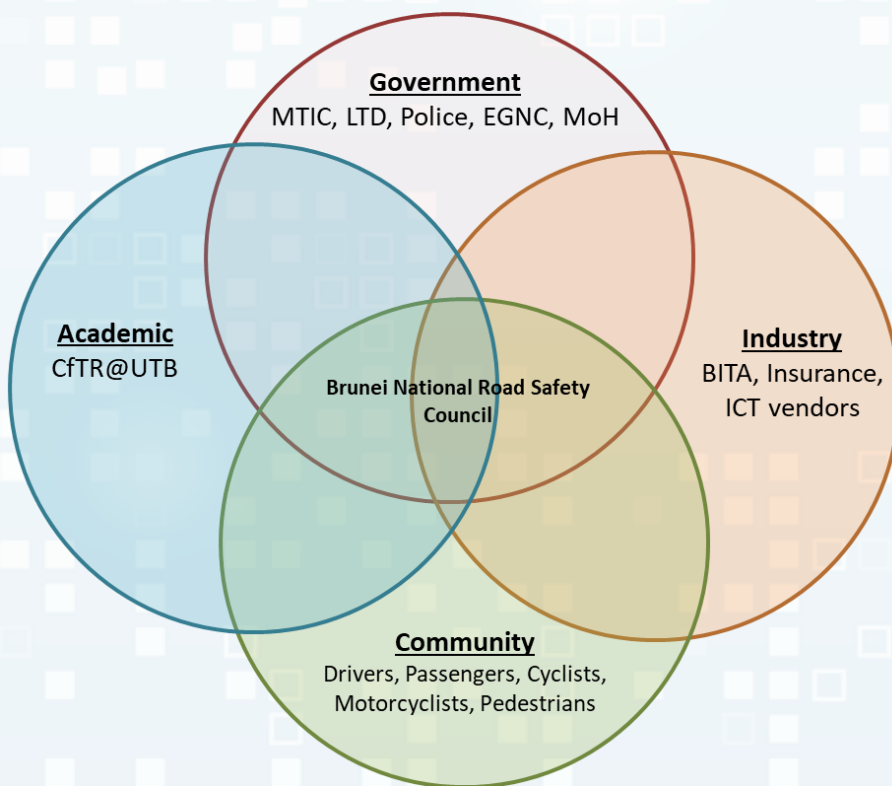 Government
MTIC, LTD, Police, EGNC, MoH
Academic
CfTR@UTB
Industry
BITA, Insurance,
ICT vendors
Brunei National Road Safety
Council
Community
Drivers, Passengers, Cyclists,
Motorcyclists, Pedestrians